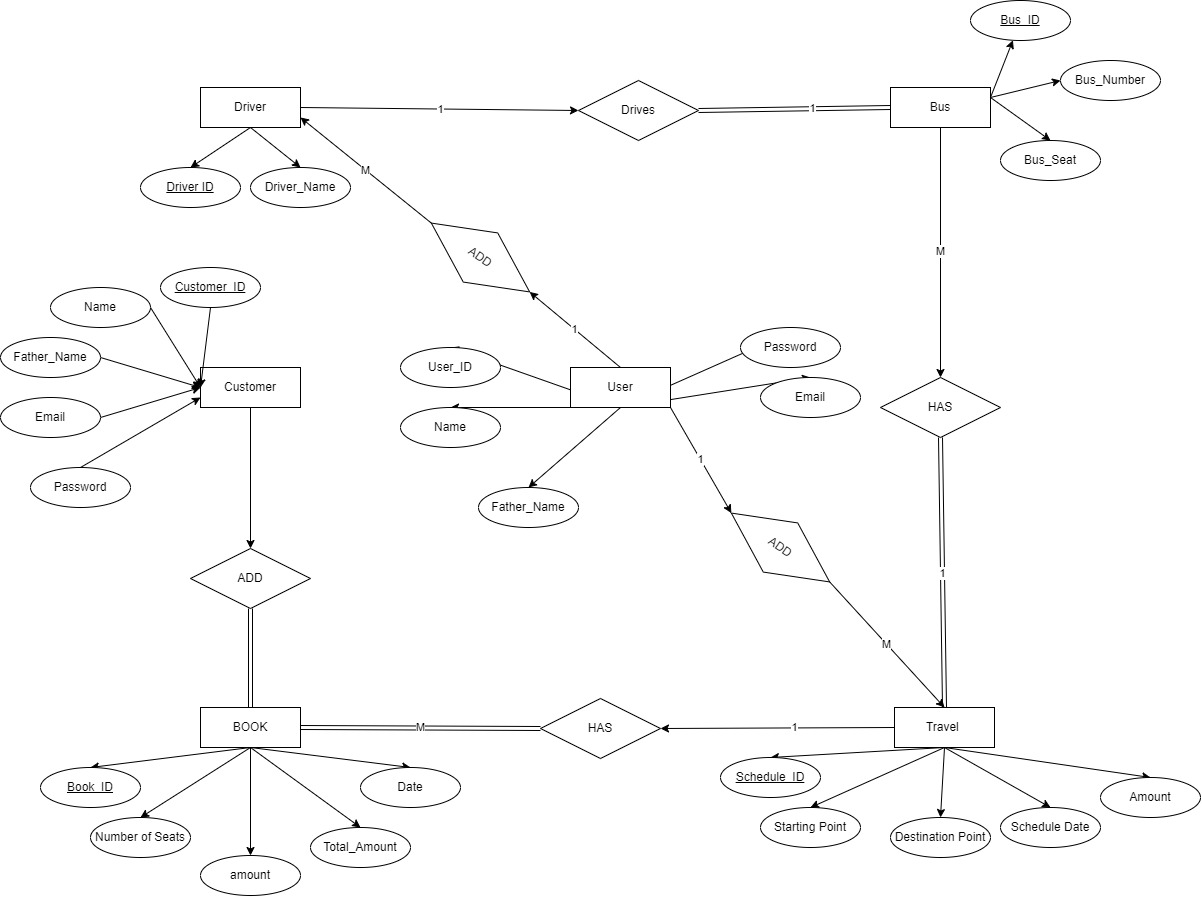 Bus_ID
Driver
1
Drives
1
Bus
Bus_Number
Bus_Seat
Driver ID
Driver_Name
M
ADD
M
Customer_ID
Name
Father_Name
Customer
Email
Password
1
User_ID
User
Password
Email
Name
HAS
1
Father_Name
ADD
ADD
1
M
BOOK
M
HAS
1
Travel
Book_ID
Date
Number of Seats
Total_Amount
amount
Schedule_ID
Amount
Starting Point
Destination Point
Schedule Date